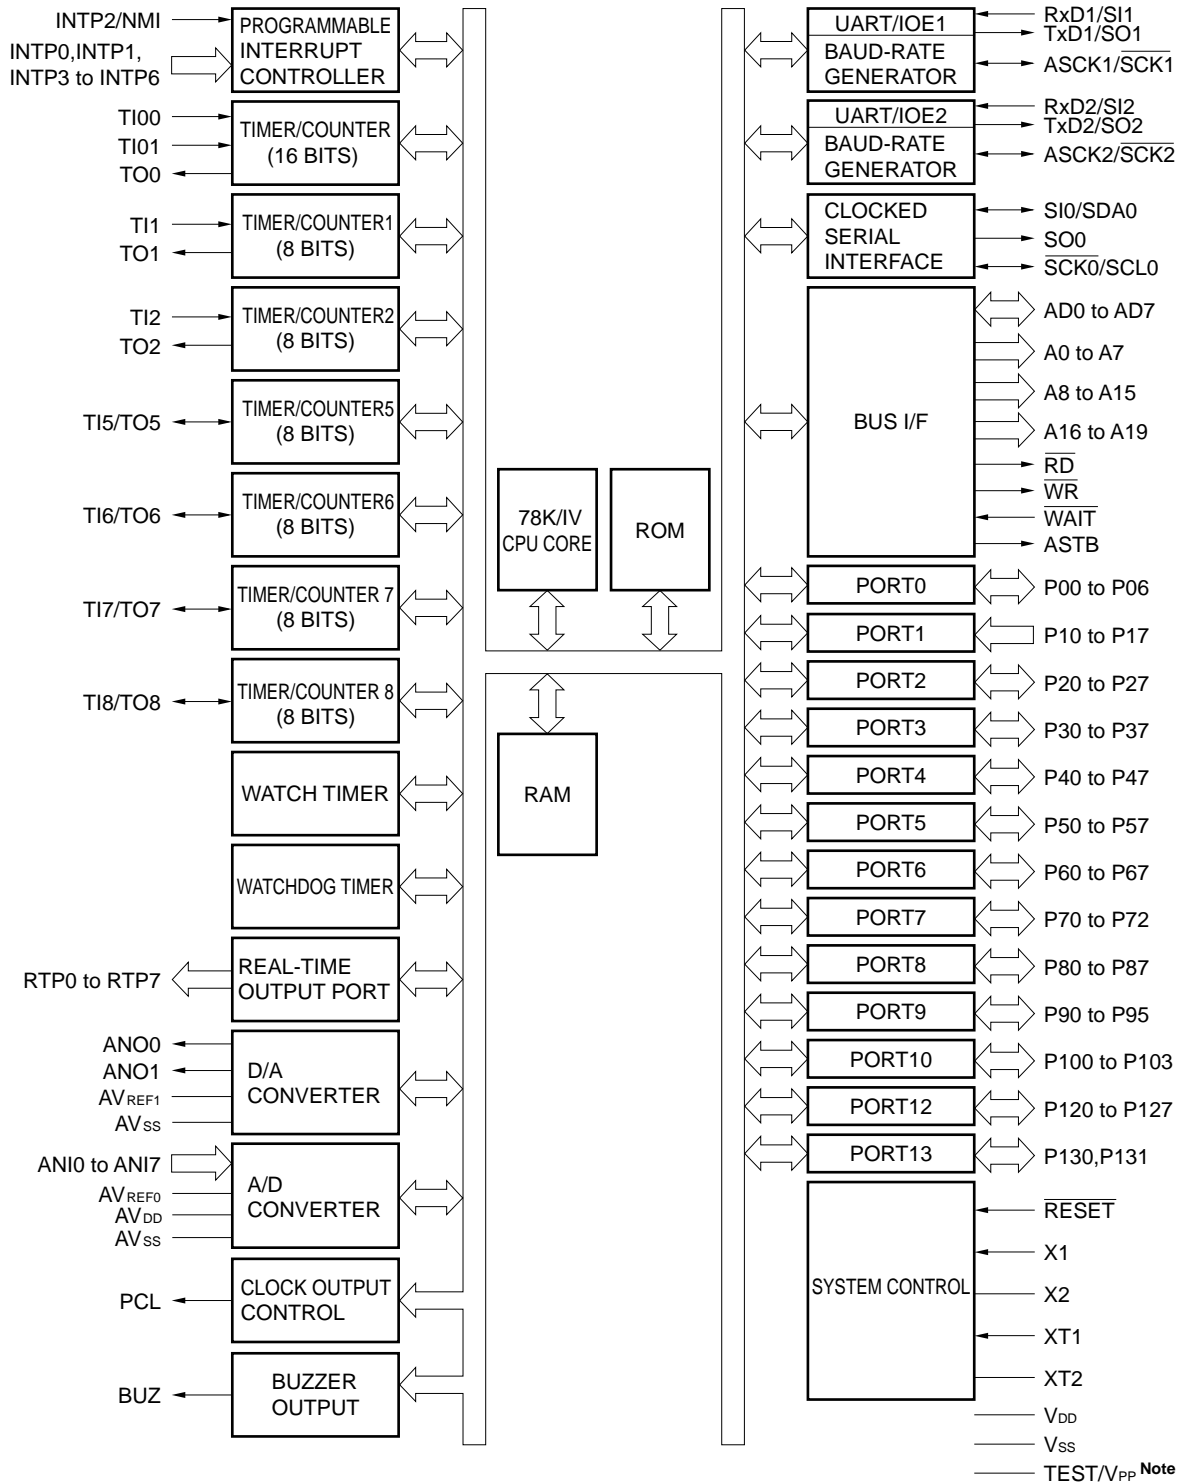 INTP2/NMI
INTP0,INTP1,
INTP3 to INTP6
PROGRAMMABLE
INTERRUPT
CONTROLLER
TI00
TI01
TO0
TIMER/COUNTER
(16 BITS)
TI1
TO1
TIMER/COUNTER1
(8 BITS)
TI2
TO2
TIMER/COUNTER2
(8 BITS)
TI5/TO5
TIMER/COUNTER5
(8 BITS)
TI6/TO6
TIMER/COUNTER6
(8 BITS)
TI7/TO7
TIMER/COUNTER 7
(8 BITS)
TI8/TO8
TIMER/COUNTER 8
(8 BITS)
WATCH TIMER
WATCHDOG TIMER
RTP0 to RTP7
REAL-TIME
OUTPUT PORT
ANO0
ANO1
AVREF1
AVSS
D/A
CONVERTER
ANI0 to ANI7
AVREF0
AVDD
AVSS
A/D
CONVERTER
PCL
CLOCK OUTPUT
CONTROL
BUZ
BUZZER
OUTPUT
78K/IV
CPU CORE
ROM
RAM
UART/IOE1
BAUD-RATE
GENERATOR
RxD1/SI1
TxD1/SO1
ASCK1/SCK1
UART/IOE2
BAUD-RATE
GENERATOR
RxD2/SI2
TxD2/SO2
ASCK2/SCK2
CLOCKED
SERIAL
INTERFACE
SI0/SDA0
SO0
SCK0/SCL0
BUS I/F
AD0 to AD7
A0 to A7
A8 to A15
A16 to A19
RD
WR
WAIT
ASTB
PORT0
P00 to P06
PORT1
P10 to P17
PORT2
P20 to P27
PORT3
P30 to P37
PORT4
P40 to P47
PORT5
P50 to P57
PORT6
P60 to P67
PORT7
P70 to P72
PORT8
P80 to P87
PORT9
P90 to P95
PORT10
P100 to P103
PORT12
P120 to P127
PORT13
P130,P131
SYSTEM CONTROL
RESET
X1
X2
XT1
XT2
VDD
VSS
TEST/VPP Note